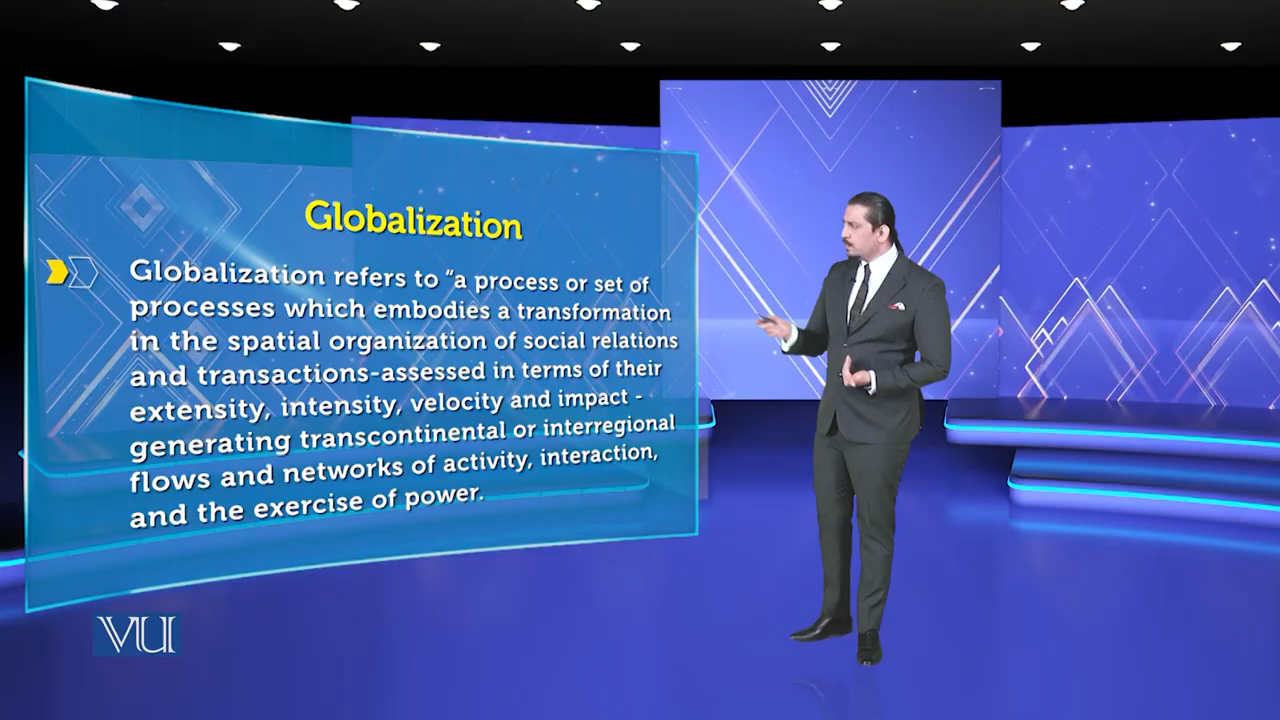 Globalization
Globalization refers to "a process or set of
processes which embodies a transformation
in the spatial organization of social relations
and transactions-assessed in terms of their
extensity, intensity, velocity and impact -
generating transcontinental or interregional
flows and networks of activity, interaction,
and the exercise of power.
VU